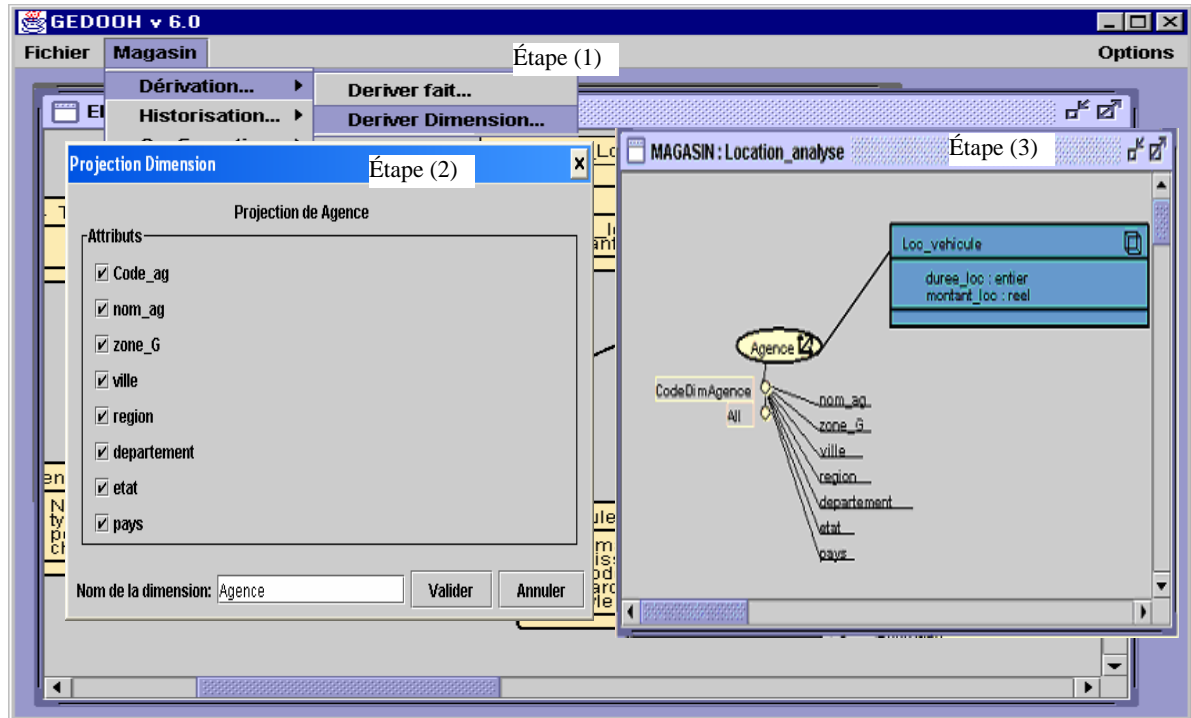 GEDOOH v 6.0
Fichier Magasin Options
Étape (1)
Dérivation...
Historisation...
Deriver fait...
Deriver Dimension...
Projection Dimension
Étape (2)
Projection de Agence
Attributs
Code_ag
nom_ag
zone_G
ville
region
departement
etat
pays
Nom de la dimension: Agence Valider Annuler
MAGASIN : Location_analyse
Étape (3)
Loc_vehicule
duree_loc : entier
montant_loc : reel
Agence
CodeDimAgence
All
nom_ag
zone_G
ville
region
departement
etat
pays